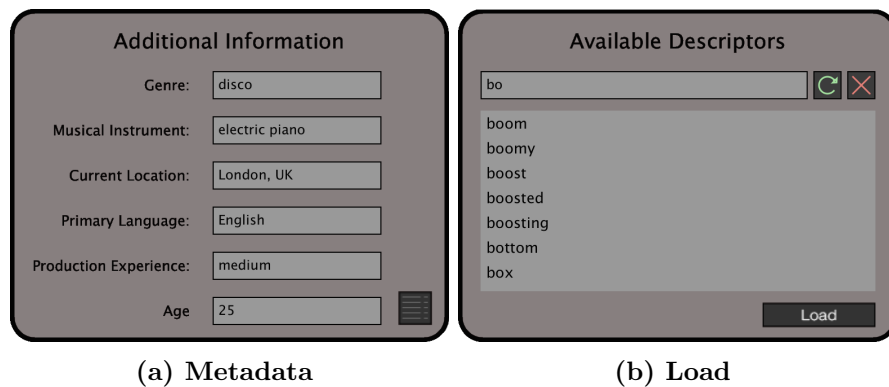 Additional Information
Genre: disco
Musical Instrument: electric piano
Current Location: London, UK
Primary Language: English
Production Experience: medium
Age 25
(a) Metadata
Available Descriptors
bo
boom
boomy
boost
boosted
boosting
bottom
box
Load
(b) Load